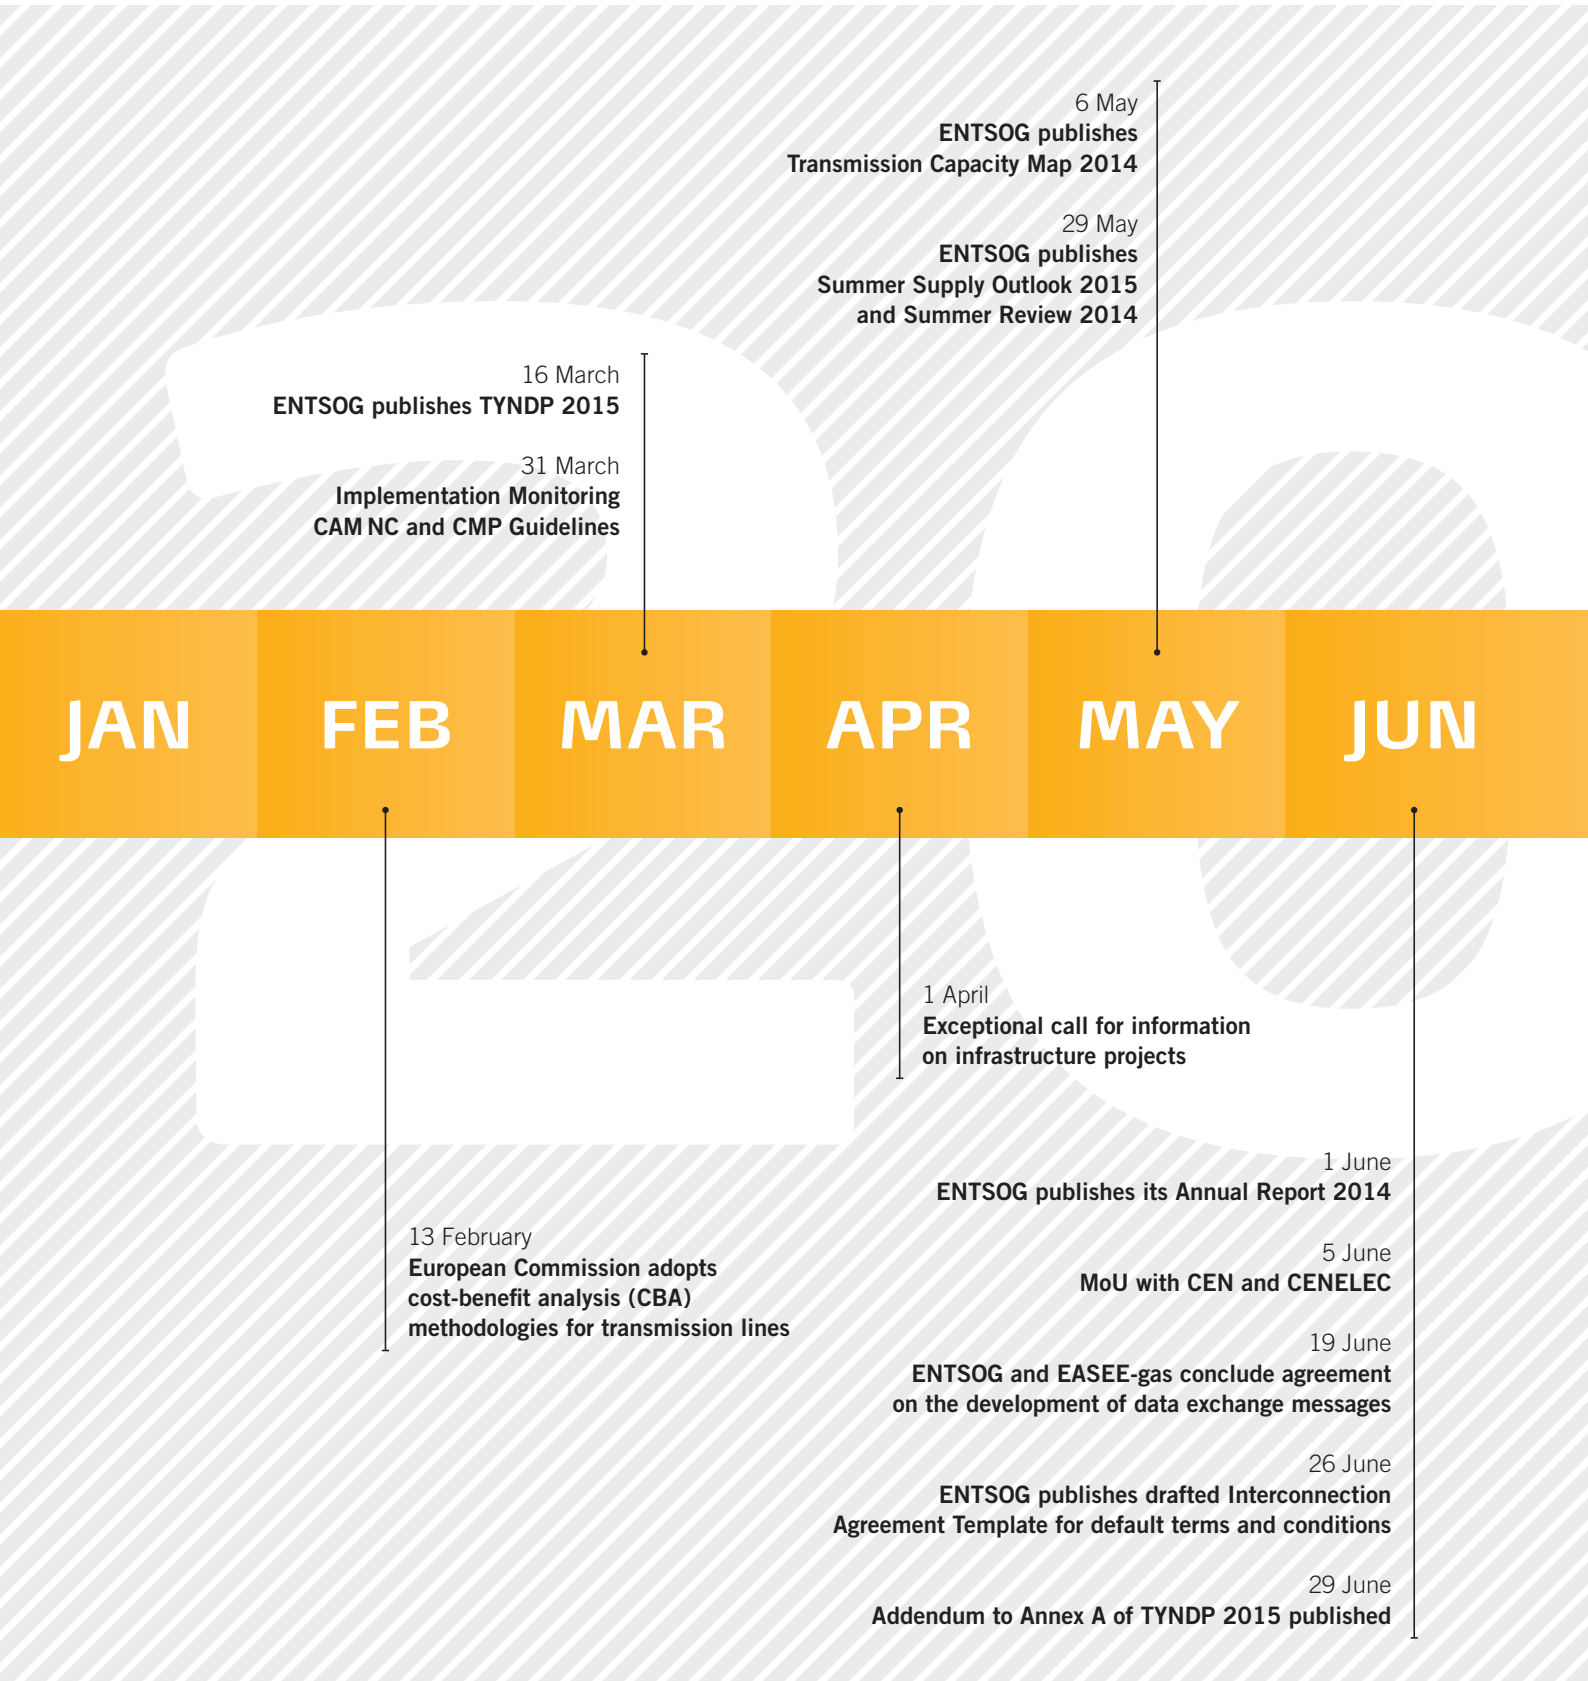 6 May
ENTSOG publishes
Transmission Capacity Map 2014
29 May
ENTSOG publishes
Summer Supply Outlook 2015
and Summer Review 2014
16 March
ENTSOG publishes TYNDP 2015
31 March
Implementation Monitoring
CAM NC and CMP Guidelines
JAN FEB MAR APR MAY JUN
1 April
Exceptional call for information
on infrastructure projects
13 February
European Commission adopts
cost-benefit analysis (CBA)
methodologies for transmission lines
1 June
ENTSOG publishes its Annual Report 2014
5 June
MoU with CEN and CENELEC
19 June
ENTSOG and EASEE-gas conclude agreement
on the development of data exchange messages
26 June
ENTSOG publishes drafted Interconnection
Agreement Template for default terms and conditions
29 June
Addendum to Annex A of TYNDP 2015 published
20